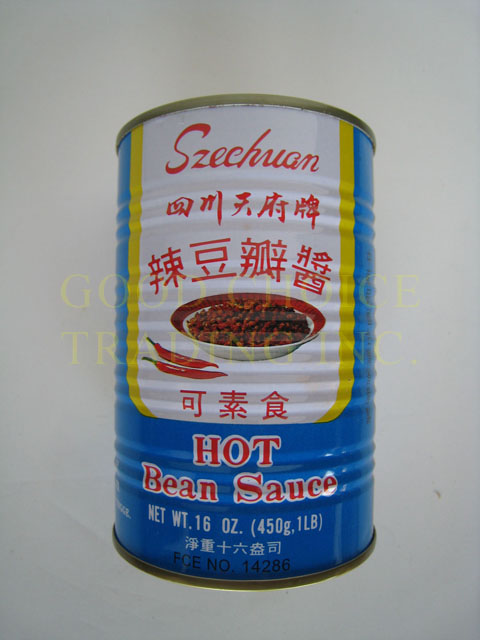 Szechuan
四川天府牌
辣豆瓣醬
GOOD CHOICE
TRADING INC.
可素食
HOT
Bean Sauce
NET WT. 16 OZ. (450g, 1LB)
淨重十六盎司
FCE NO. 14286